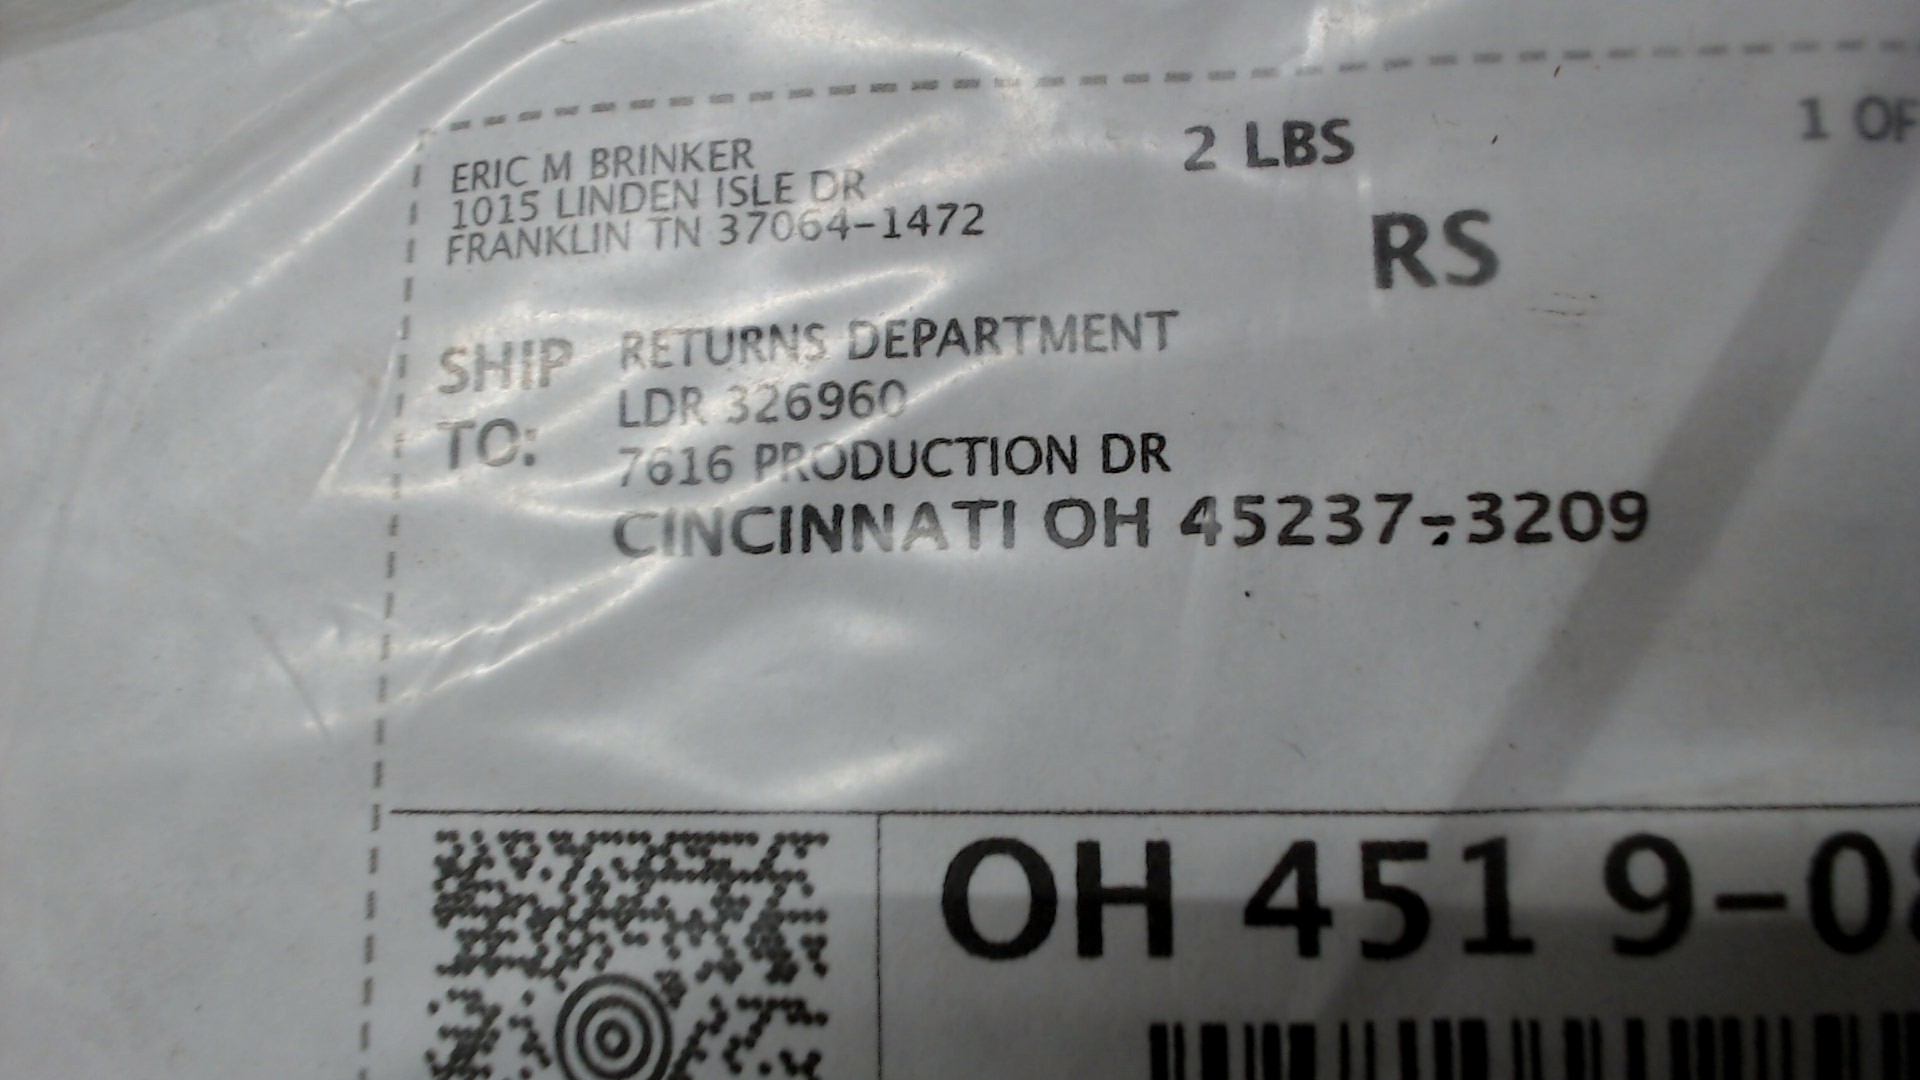 ERIC M BRINKER
1015 LINDEN ISLE DR
FRANKLIN TN 37064-1472
2 LBS
1 OF
RS
SHIP TO:
RETURNS DEPARTMENT
LDR 326960
7616 PRODUCTION DR
CINCINNATI OH 45237-3209
OH 451 9-08